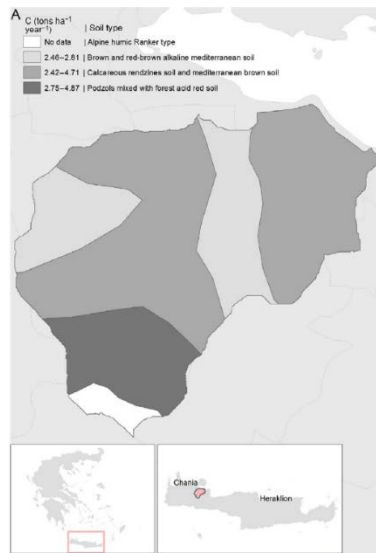 A
C (tons ha⁻¹
year⁻¹) | Soil type
No data | Alpine humic Ranker type
2.46–2.81 | Brown and red-brown alkaline mediterranean soil
2.42–4.71 | Calcareous rendzines soil and mediterranean brown soil
2.75–4.87 | Podzols mixed with forest acid red soil
Chania
Heraklion